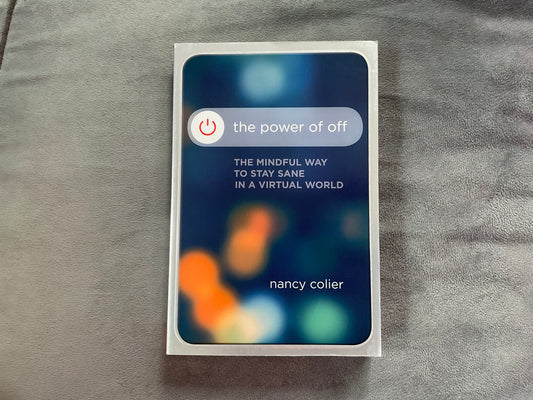 the power of off
THE MINDFUL WAY
TO STAY SANE
IN A VIRTUAL WORLD
nancy colier